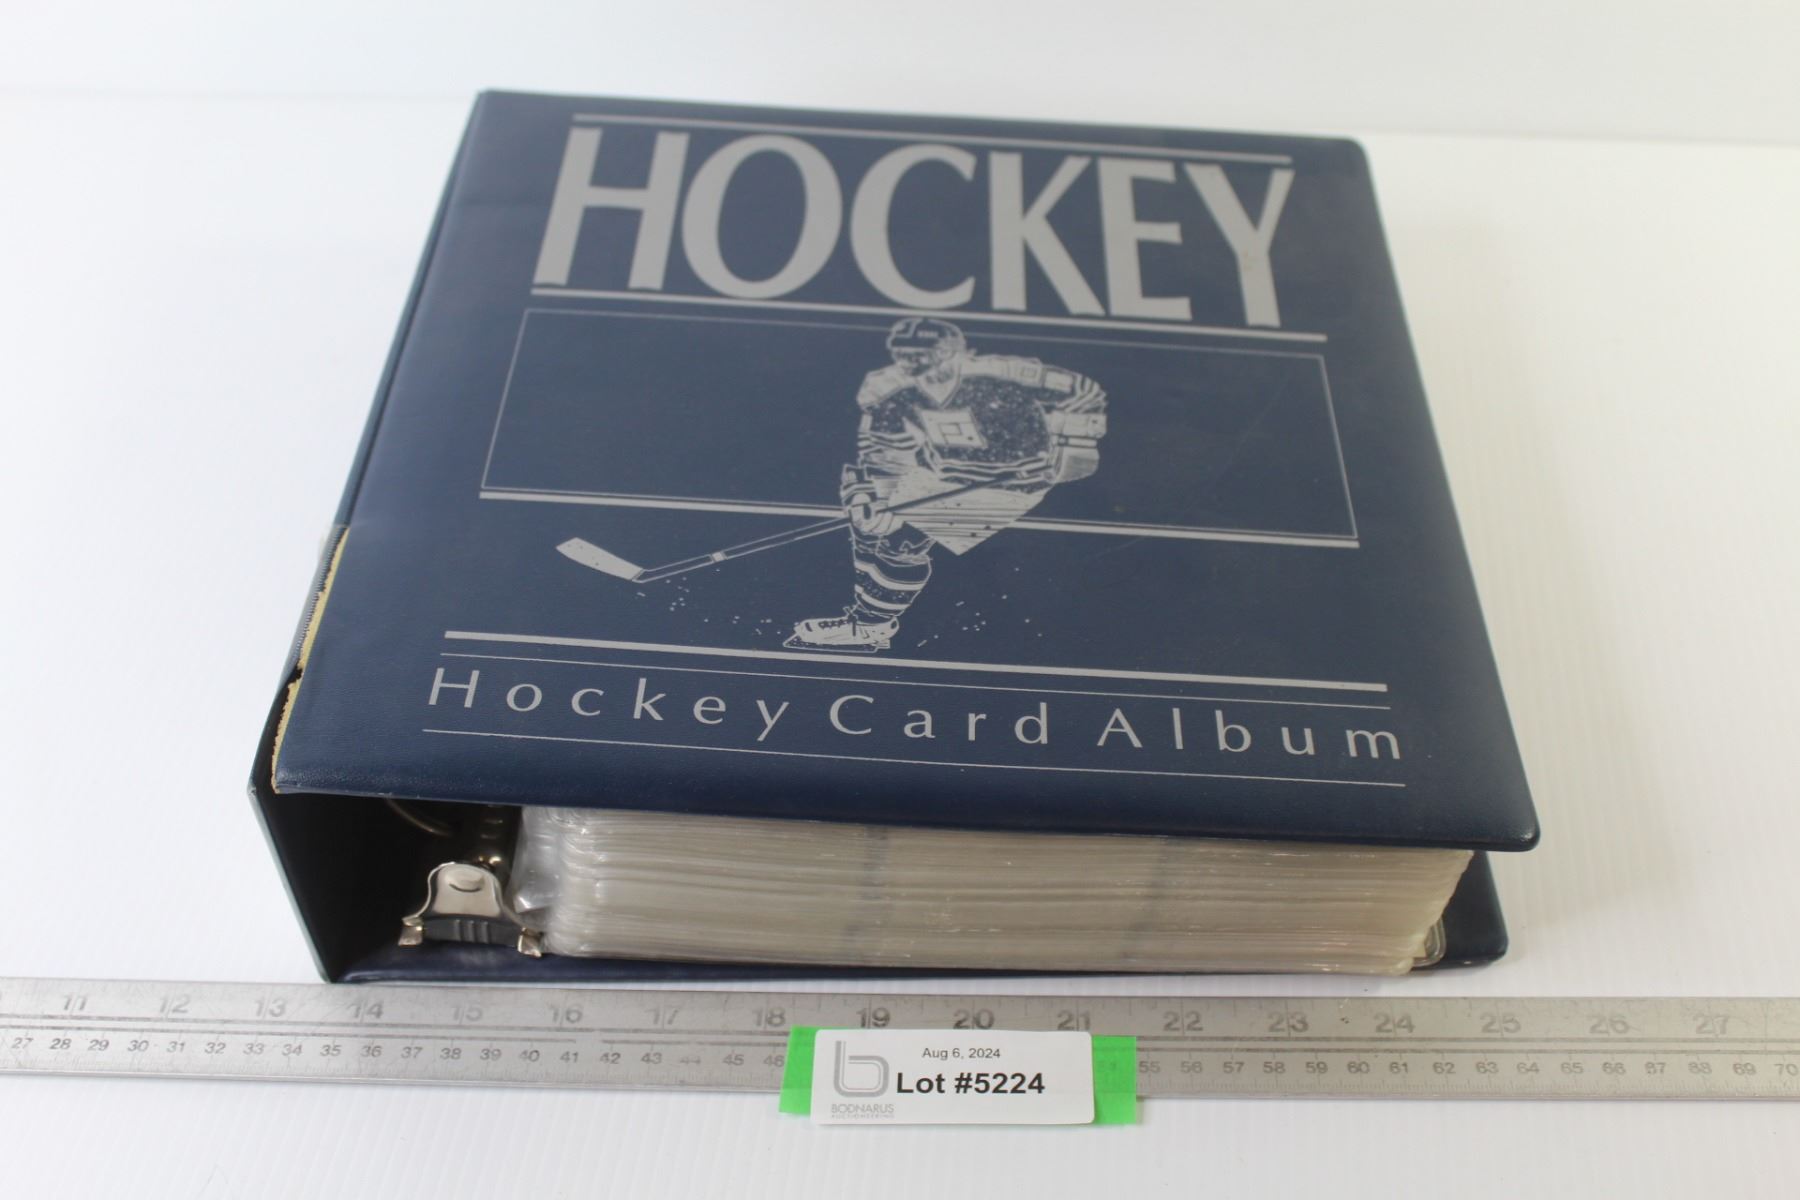 HOCKEY
Hockey Card Album
11 12 13 14 15 16 17 18 19 20 21 22 23 24 25 26 27
27 28 29 30 31 32 33 34 35 36 37 38 39 40 41 42 43 44 45 46 55 56 57 58 59 60 61 62 63 64 65 66 67 68 69 70
Aug 6, 2024
Lot #5224
BODNARUS
AUCTIONEERING